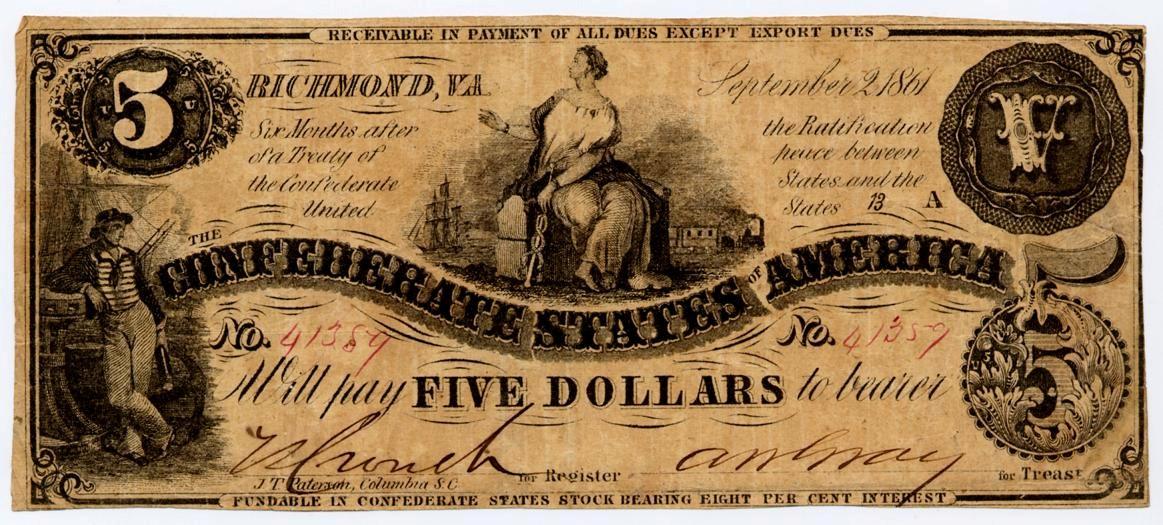 RECEIVABLE IN PAYMENT OF ALL DUES EXCEPT EXPORT DUES
5
RICHMOND, VA.
September 2 1861
V
Six Months after the Ratification
of a Treaty of peace between
the Confederate States and the
United States 13 A
THE CONFEDERATE STATES OF AMERICA
5
No. 41389 No. 41359
Will pay FIVE DOLLARS to bearer
for Register for Treasr
J T Paterson, Columbia S.C.
FUNDABLE IN CONFEDERATE STATES STOCK BEARING EIGHT PER CENT INTEREST